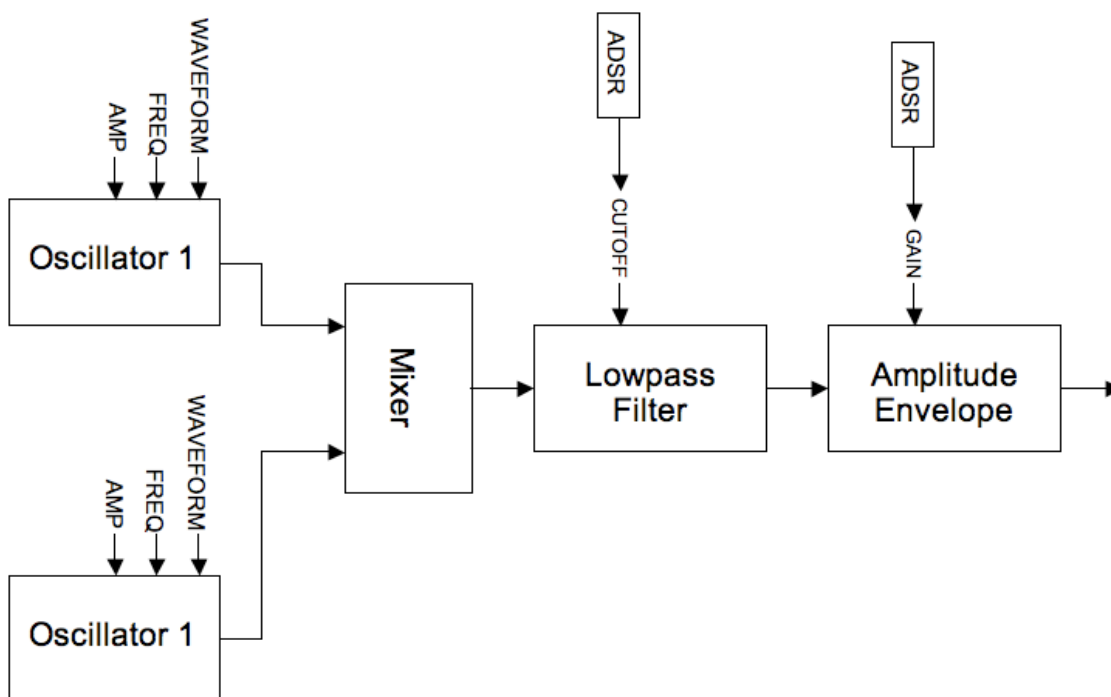 AMP
FREQ
WAVEFORM
Oscillator 1
AMP
FREQ
WAVEFORM
Oscillator 1
Mixer
ADSR
CUTOFF
Lowpass
Filter
ADSR
GAIN
Amplitude
Envelope